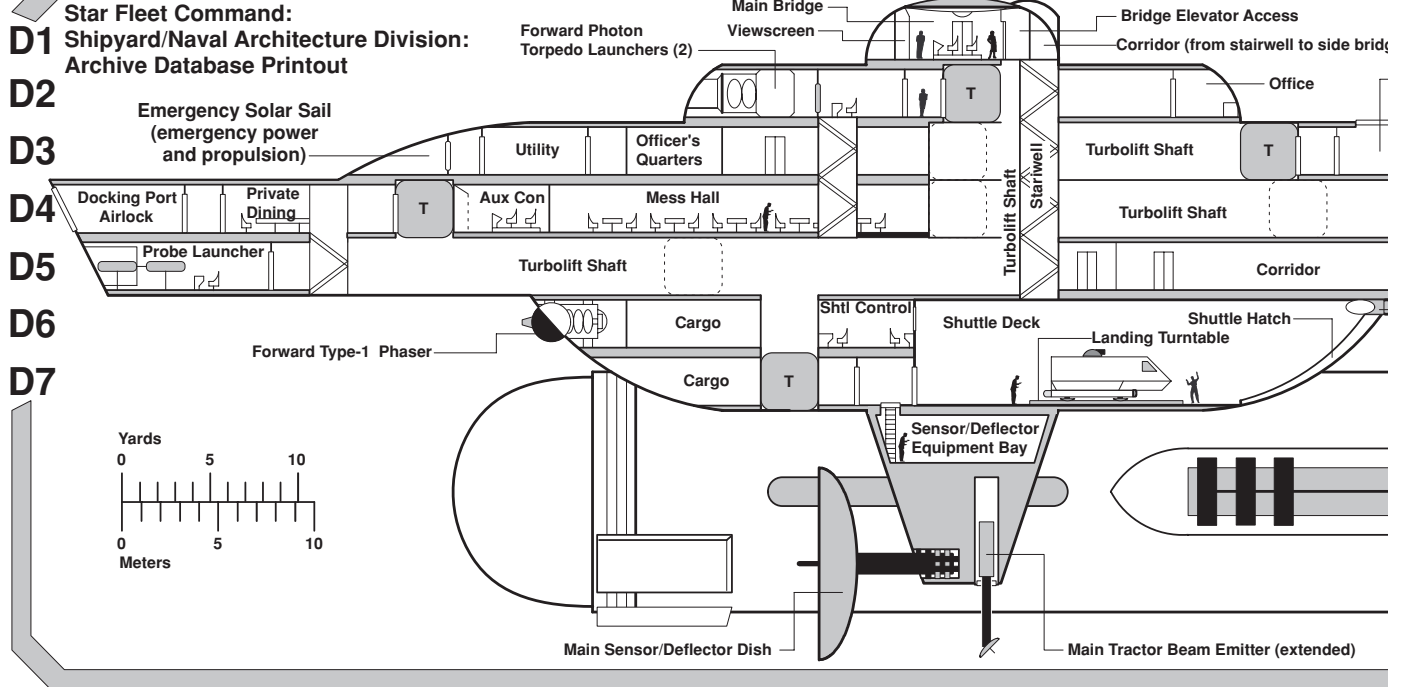 Star Fleet Command:
Shipyard/Naval Architecture Division:
Archive Database Printout
D1
D2
D3
D4
D5
D6
D7
Main Bridge
Viewscreen
Forward Photon
Torpedo Launchers (2)
Bridge Elevator Access
Corridor (from stairwell to side bridg
Office
T
Emergency Solar Sail
(emergency power
and propulsion)
Utility
Officer's
Quarters
Turbolift Shaft
T
Docking Port
Airlock
Private
Dining
T
Aux Con
Mess Hall
Turbolift Shaft
Stariwell
Turbolift Shaft
Probe Launcher
Turbolift Shaft
Corridor
Forward Type-1 Phaser
Cargo
Shtl Control
Shuttle Deck
Shuttle Hatch
Landing Turntable
Cargo
T
Sensor/Deflector
Equipment Bay
Yards
0 5 10
0 5 10
Meters
Main Sensor/Deflector Dish
Main Tractor Beam Emitter (extended)